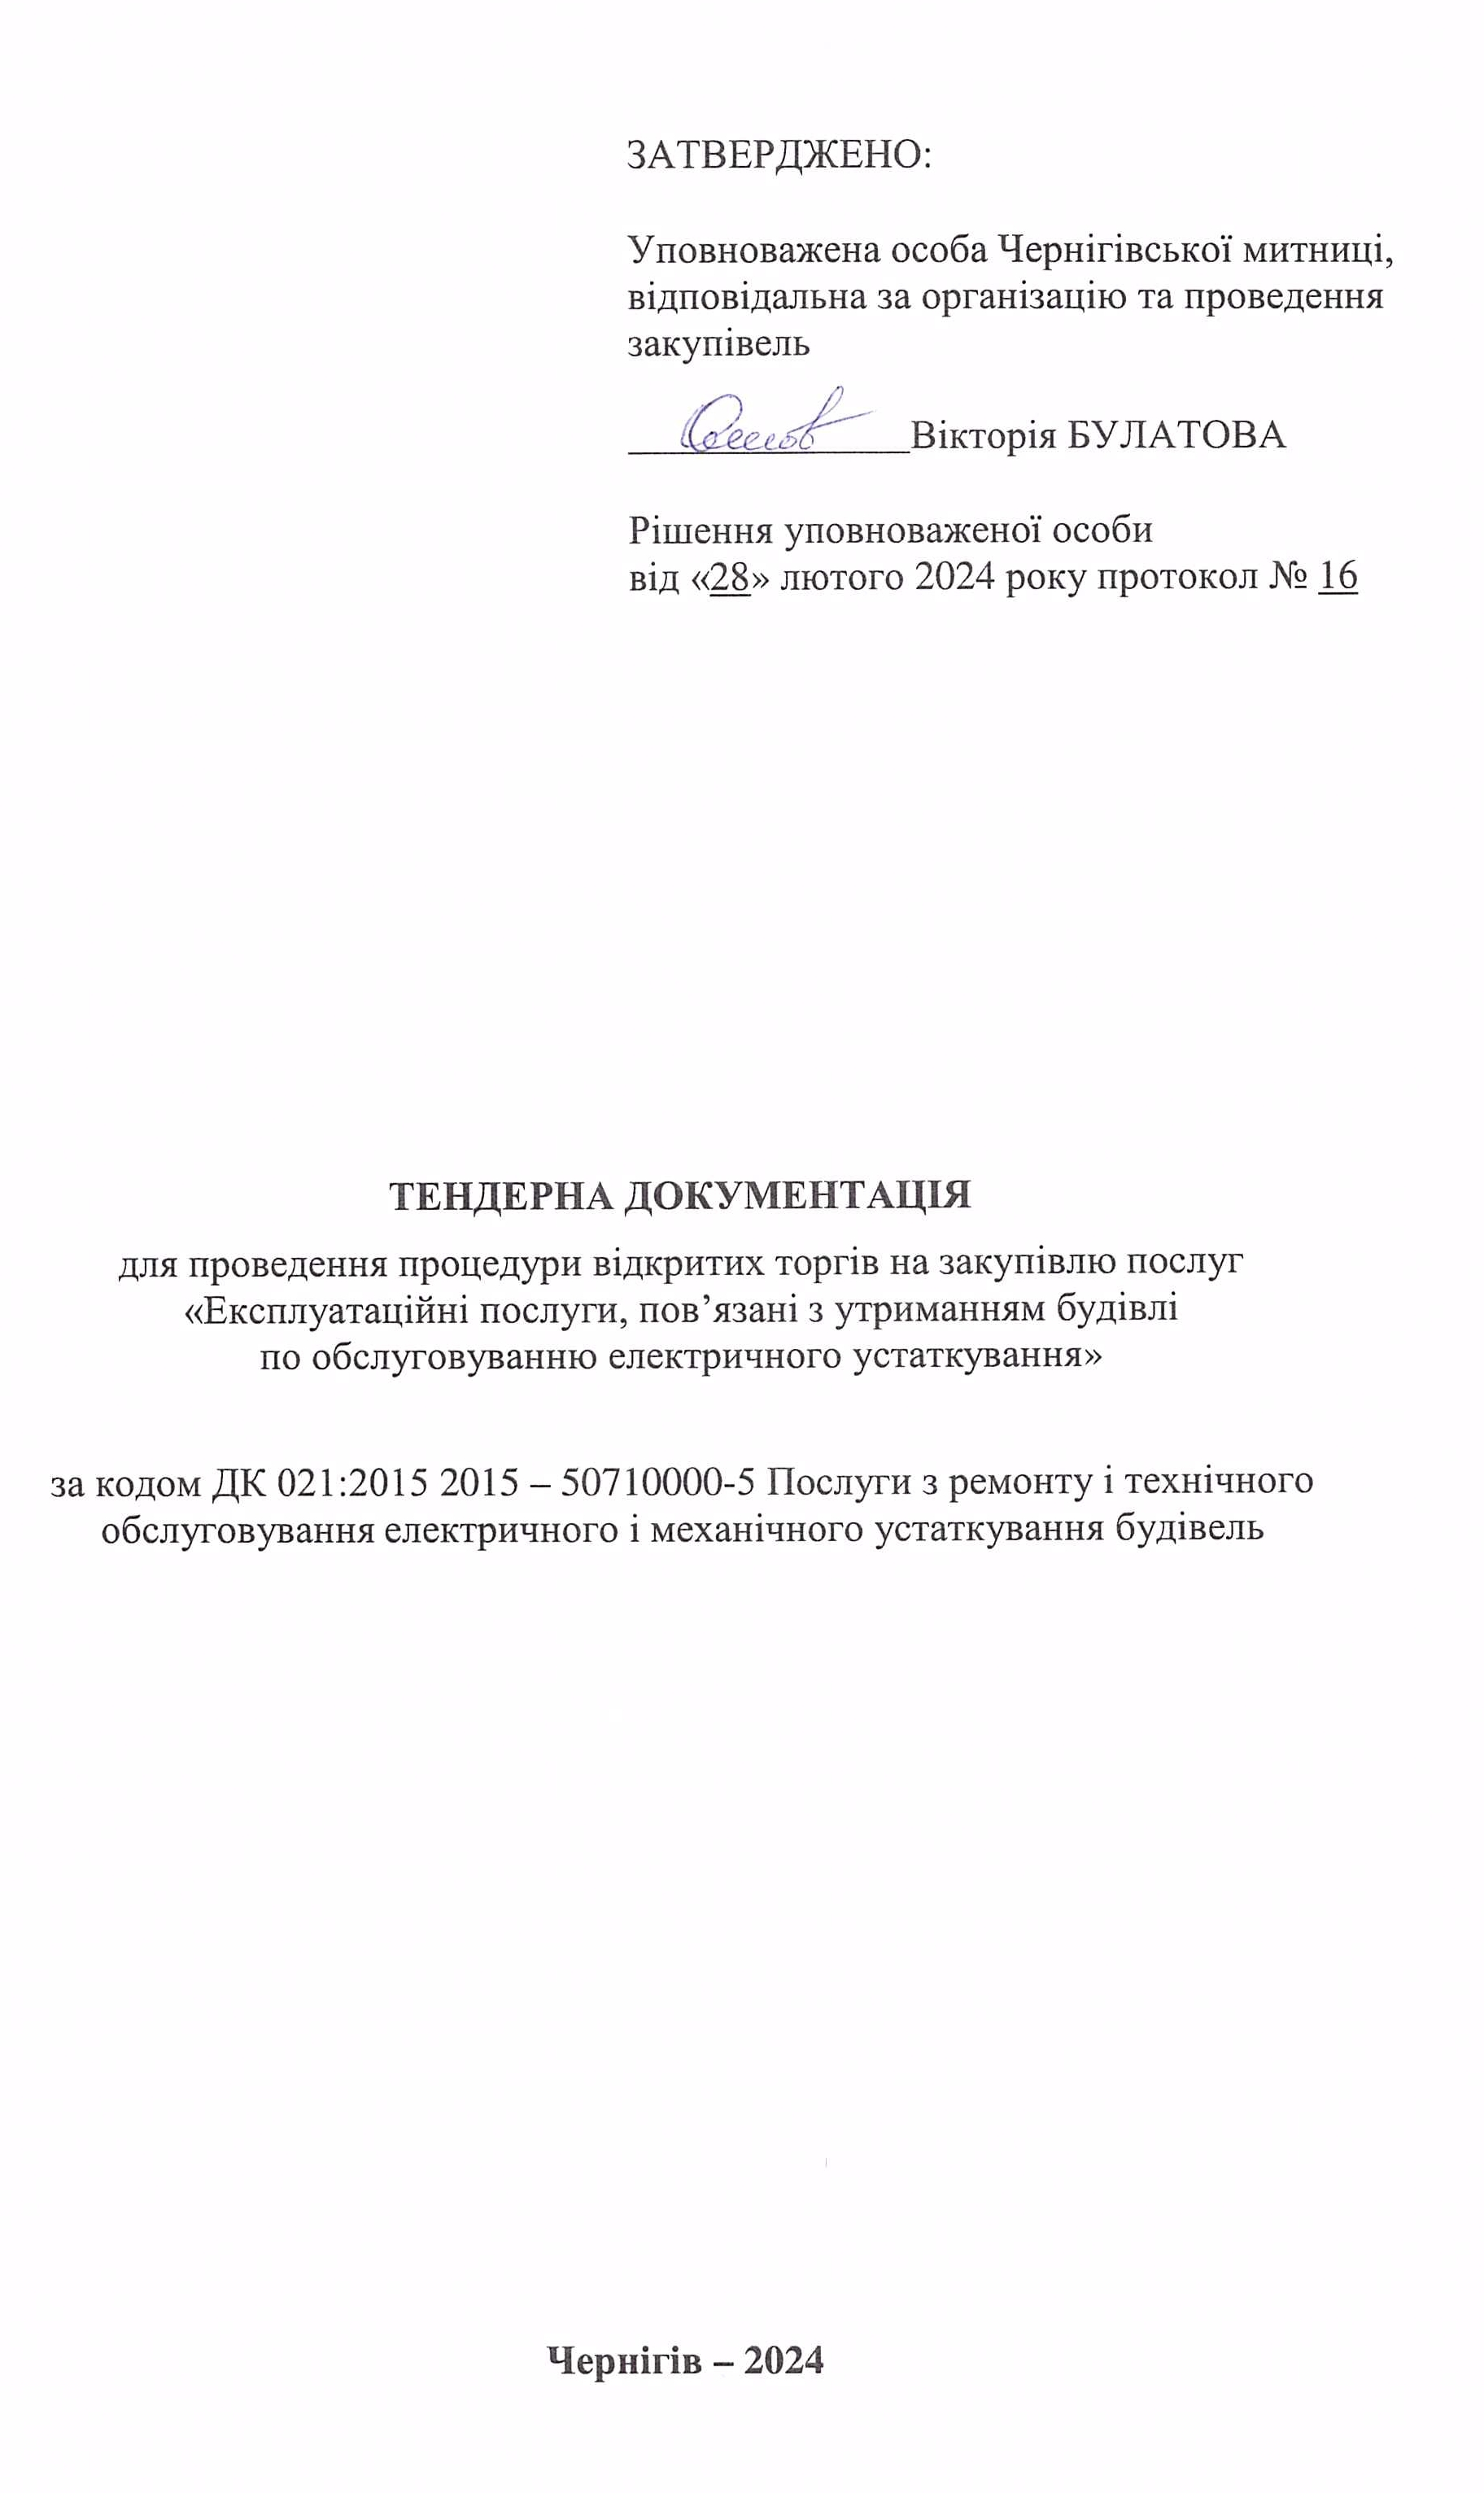 ЗАТВЕРДЖЕНО:
Уповноважена особа Чернігівської митниці,
відповідальна за організацію та проведення
закупівель
Вікторія БУЛАТОВА
Рішення уповноваженої особи
від «28» лютого 2024 року протокол № 16
ТЕНДЕРНА ДОКУМЕНТАЦІЯ
для проведення процедури відкритих торгів на закупівлю послуг
«Експлуатаційні послуги, пов’язані з утриманням будівлі
по обслуговуванню електричного устаткування»
за кодом ДК 021:2015 2015 – 50710000-5 Послуги з ремонту і технічного
обслуговування електричного і механічного устаткування будівель
Чернігів – 2024